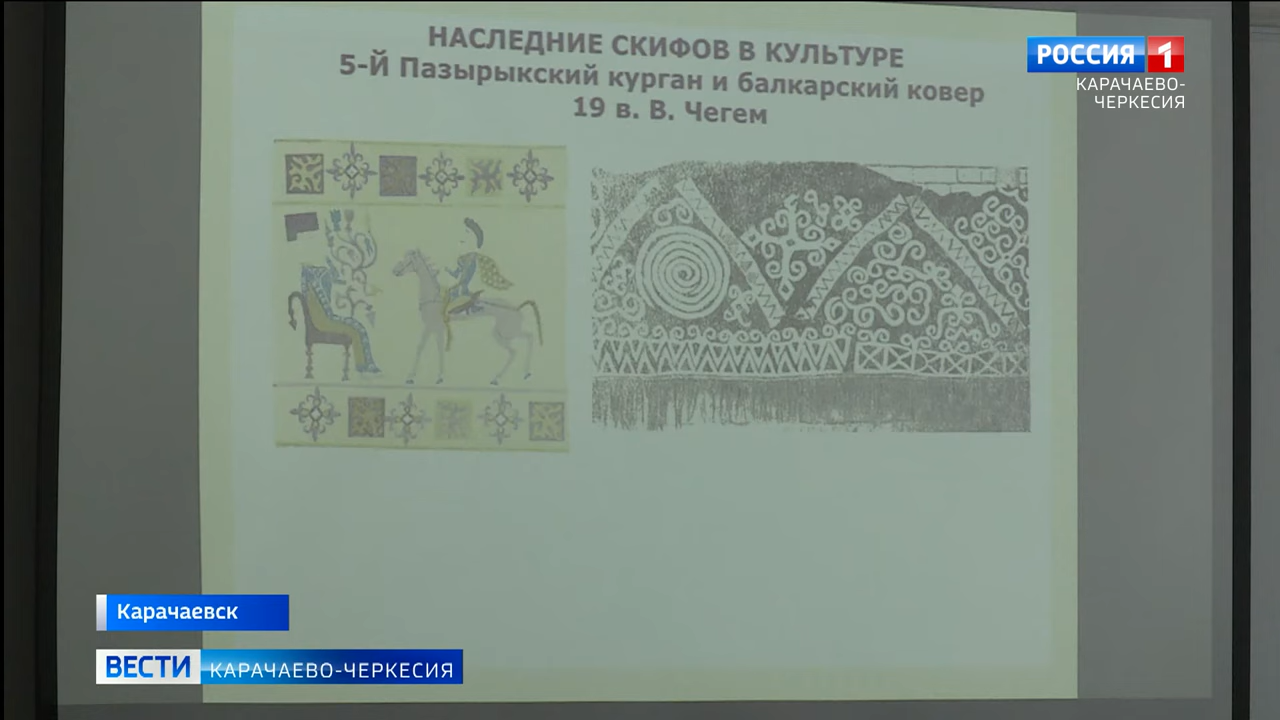 НАСЛЕДНИЕ СКИФОВ В КУЛЬТУРЕ
5-Й Пазырыкский курган и балкарский ковер
19 в. В. Чегем
РОССИЯ 1
КАРАЧАЕВО-
ЧЕРКЕСИЯ
Карачаевск
ВЕСТИ КАРАЧАЕВО-ЧЕРКЕСИЯ